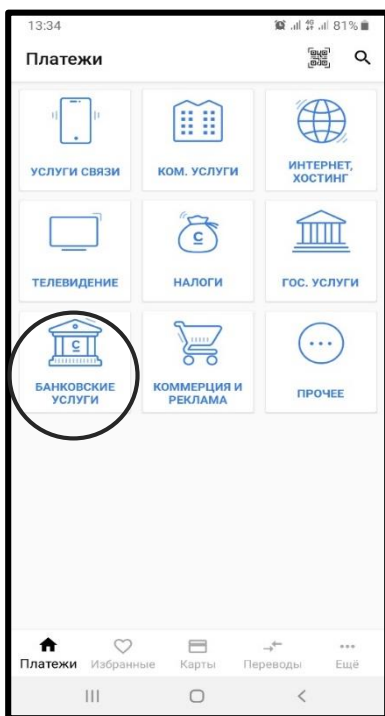 13:34
4G 81%
Платежи
УСЛУГИ СВЯЗИ
КОМ. УСЛУГИ
ИНТЕРНЕТ,
ХОСТИНГ
ТЕЛЕВИДЕНИЕ
НАЛОГИ
ГОС. УСЛУГИ
БАНКОВСКИЕ
УСЛУГИ
КОММЕРЦИЯ И
РЕКЛАМА
ПРОЧЕЕ
Платежи Избранные Карты Переводы Ещё